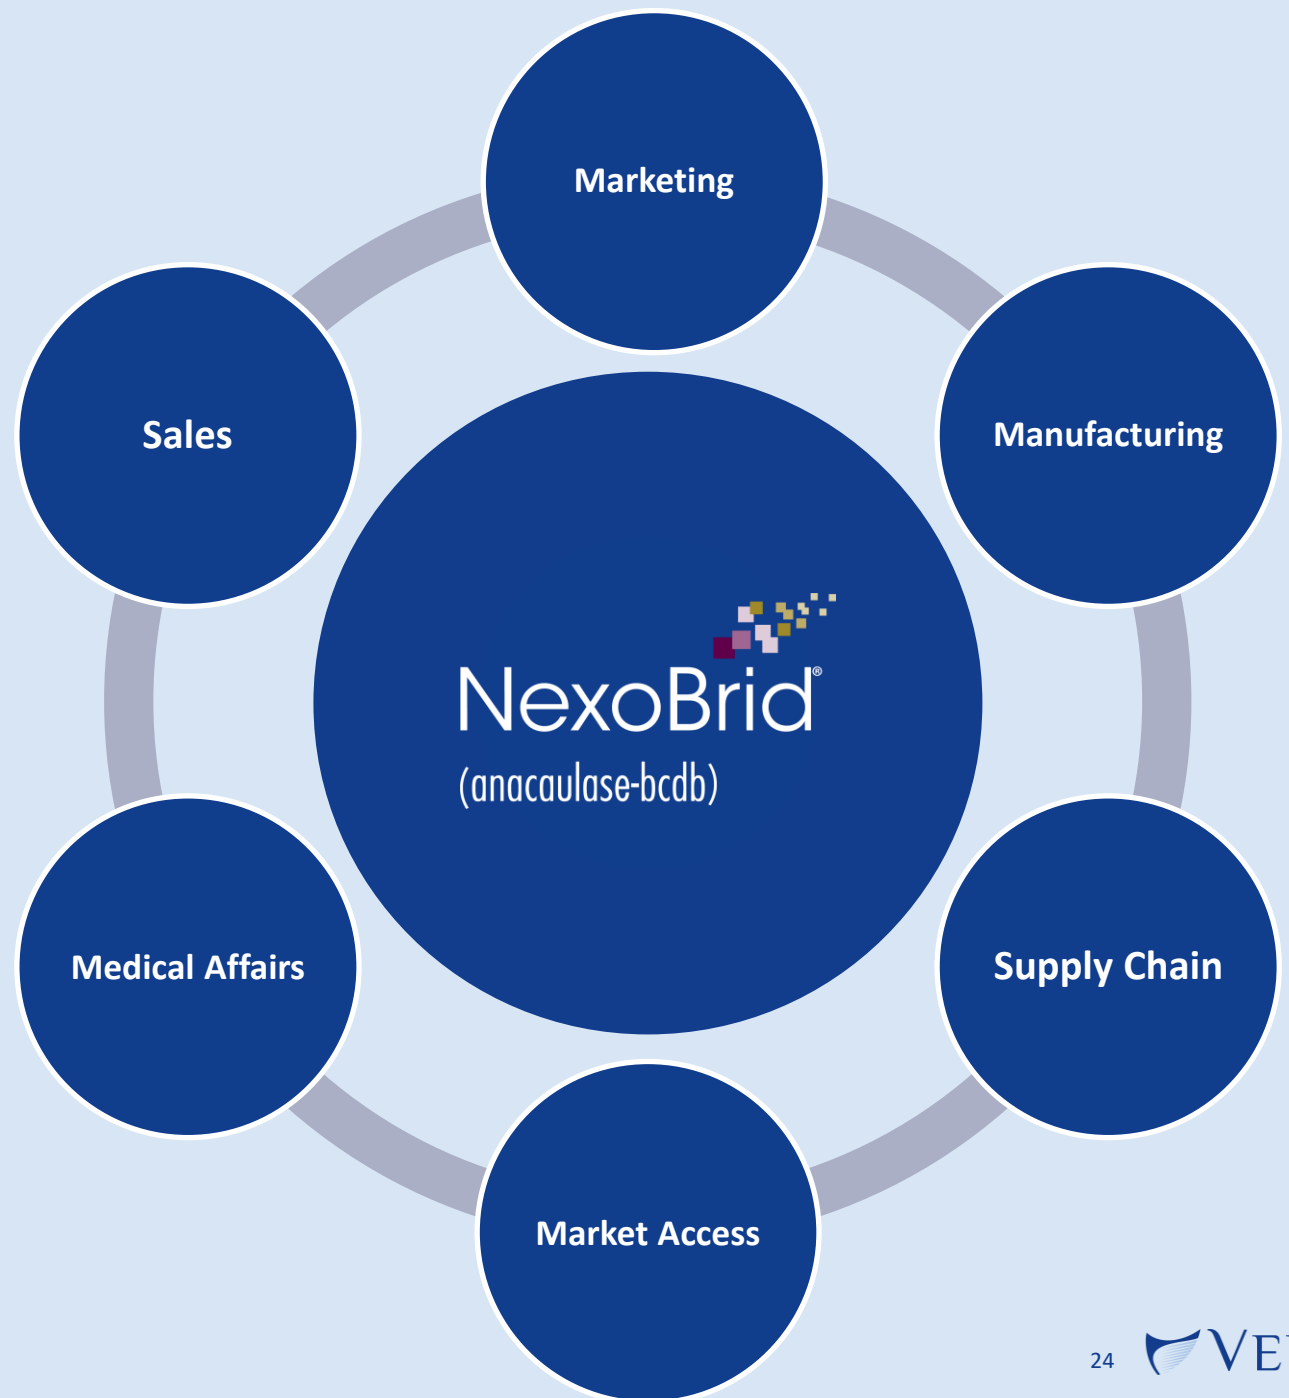 Marketing
Sales
Manufacturing
NexoBrid®
(anacaulase-bcdb)
Medical Affairs
Supply Chain
Market Access
24